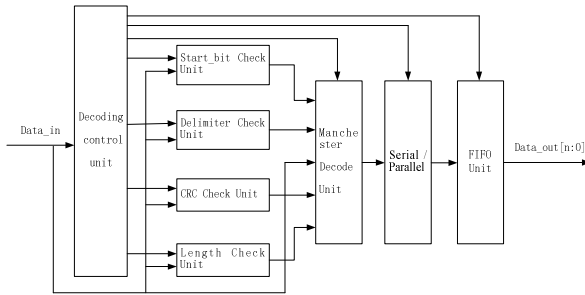 Start_bit Check
Unit
Decoding
control
unit
Data_in
Delimiter Check
Unit
CRC Check Unit
Length Check
Unit
Manche
ster
Decode
Unit
Serial /
Parallel
FIFO
Unit
Data_out[n:0]